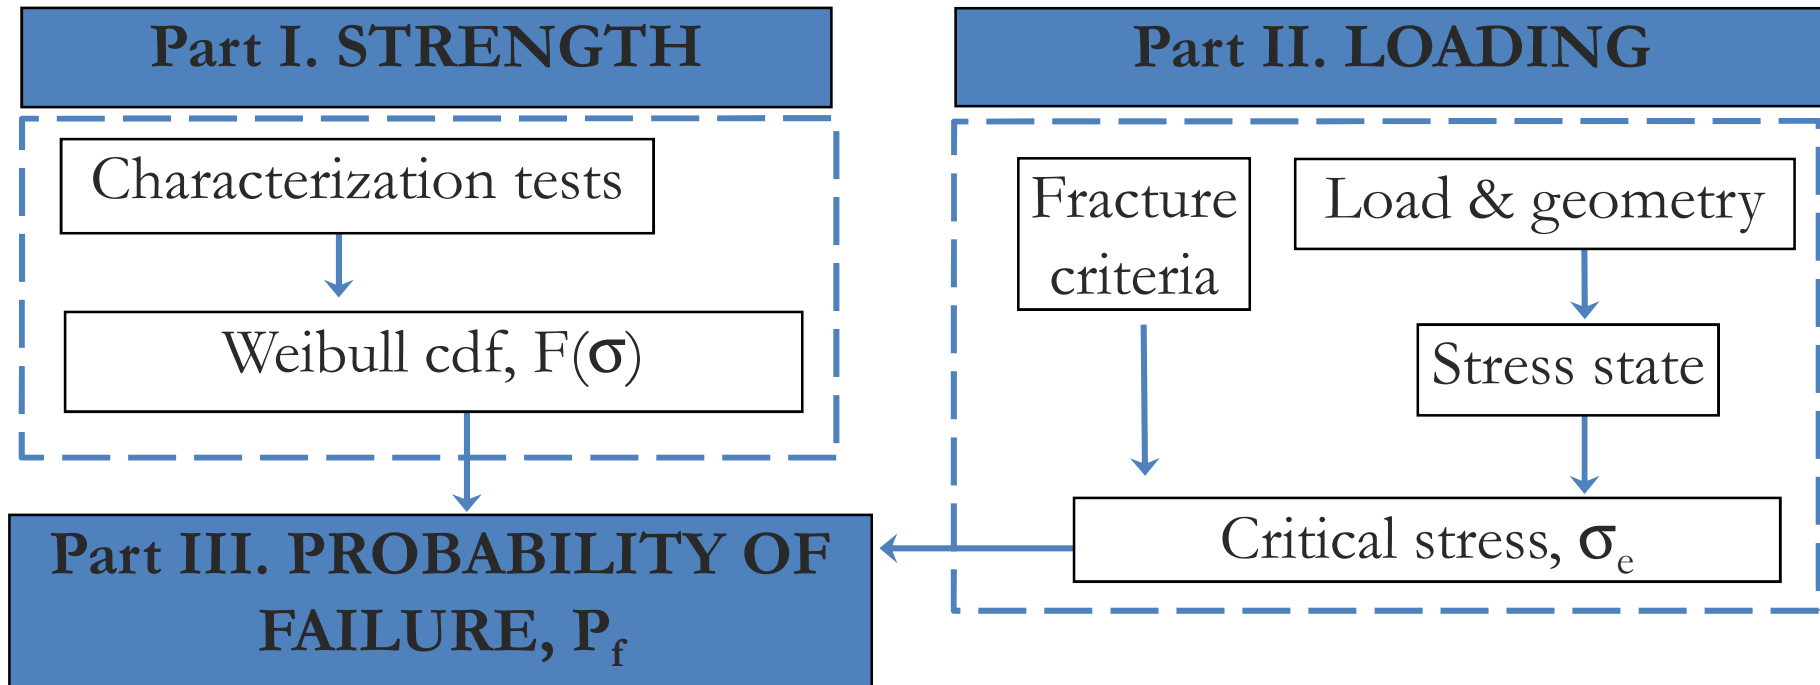 Part I. STRENGTH
Characterization tests
Weibull cdf, F(σ)
Part II. LOADING
Fracture
criteria
Load & geometry
Stress state
Critical stress, σe
Part III. PROBABILITY OF
FAILURE, Pf